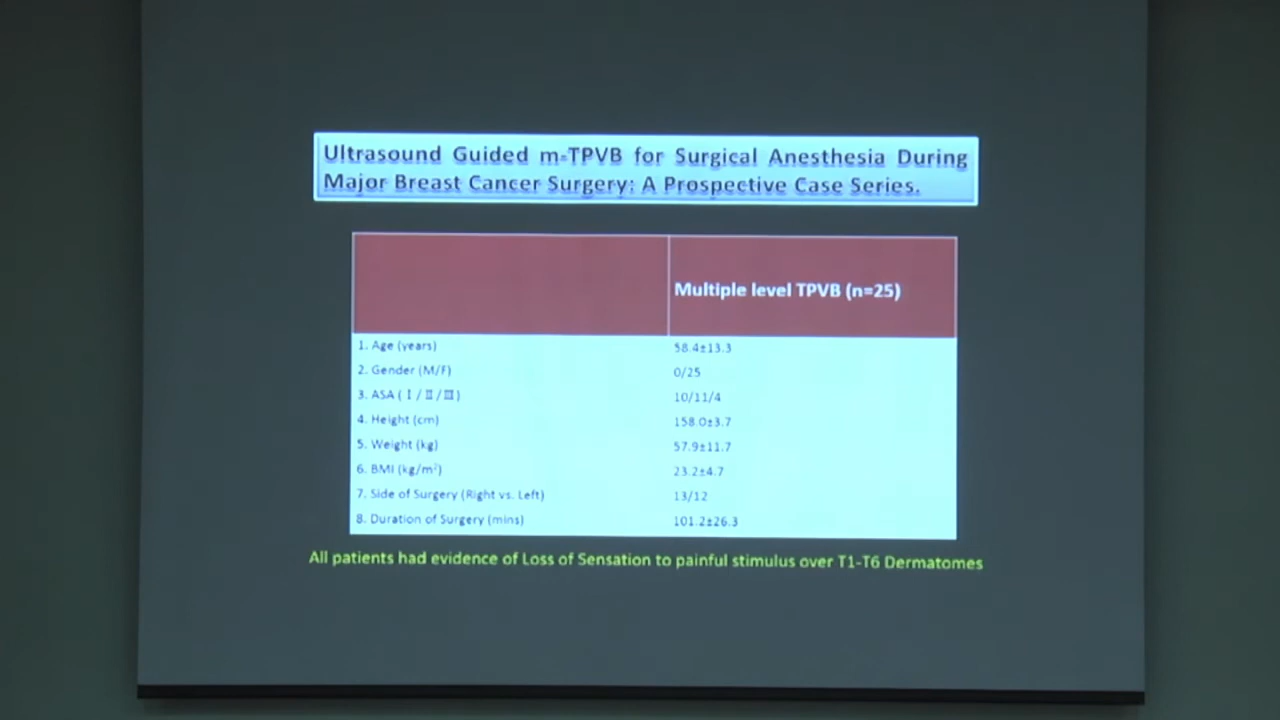 Ultrasound Guided m-TPVB for Surgical Anesthesia During
Major Breast Cancer Surgery: A Prospective Case Series.
Multiple level TPVB (n=25)
1. Age (years) 58.4±13.3
2. Gender (M/F) 0/25
3. ASA ( I / II / III ) 10/11/4
4. Height (cm) 158.0±3.7
5. Weight (kg) 57.9±11.7
6. BMI (kg/m²) 23.2±4.7
7. Side of Surgery (Right vs. Left) 13/12
8. Duration of Surgery (mins) 101.2±26.3
All patients had evidence of Loss of Sensation to painful stimulus over T1-T6 Dermatomes